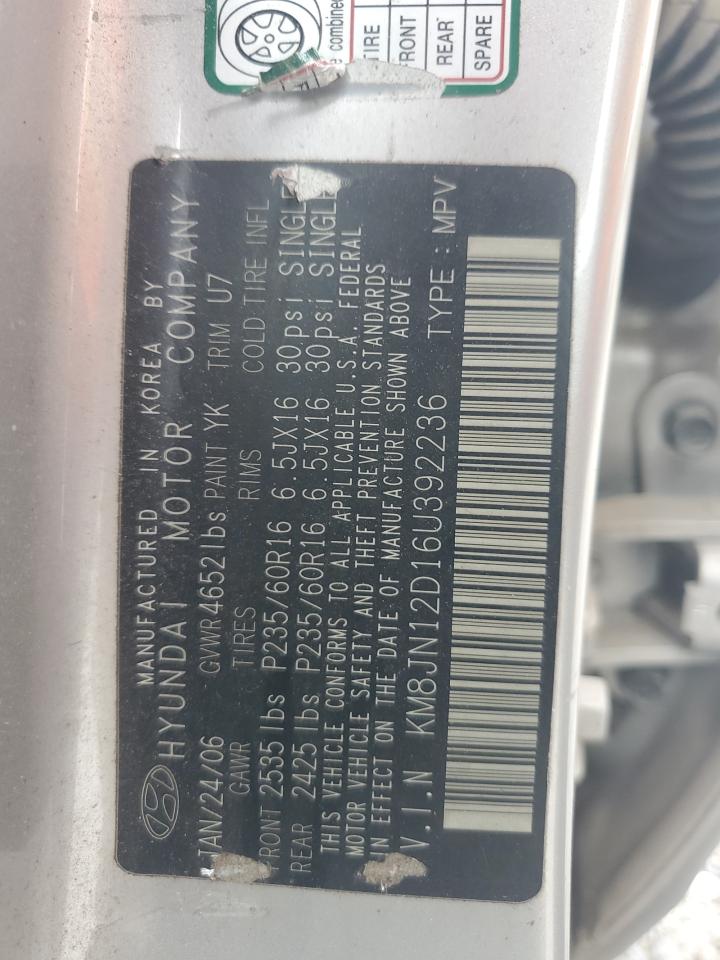 e combined
TIRE
FRONT
REAR
SPARE
MANUFACTURED IN KOREA BY
HYUNDAI MOTOR COMPANY
JAN/24/06 GVWR4652lbs PAINT YK TRIM U7
GAWR TIRES RIMS COLD TIRE INFL
FRONT 2535 lbs P235/60R16 6.5JX16 30psi SINGLE
REAR 2425 lbs P235/60R16 6.5JX16 30psi SINGLE
THIS VEHICLE CONFORMS TO ALL APPLICABLE U.S.A. FEDERAL
MOTOR VEHICLE SAFETY AND THEFT PREVENTION STANDARDS
IN EFFECT ON THE DATE OF MANUFACTURE SHOWN ABOVE
V.I.N KM8JN12D16U392236 TYPE : MPV